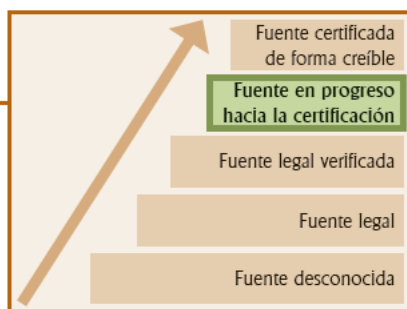 Fuente certificada
de forma creíble
Fuente en progreso
hacia la certificación
Fuente legal verificada
Fuente legal
Fuente desconocida